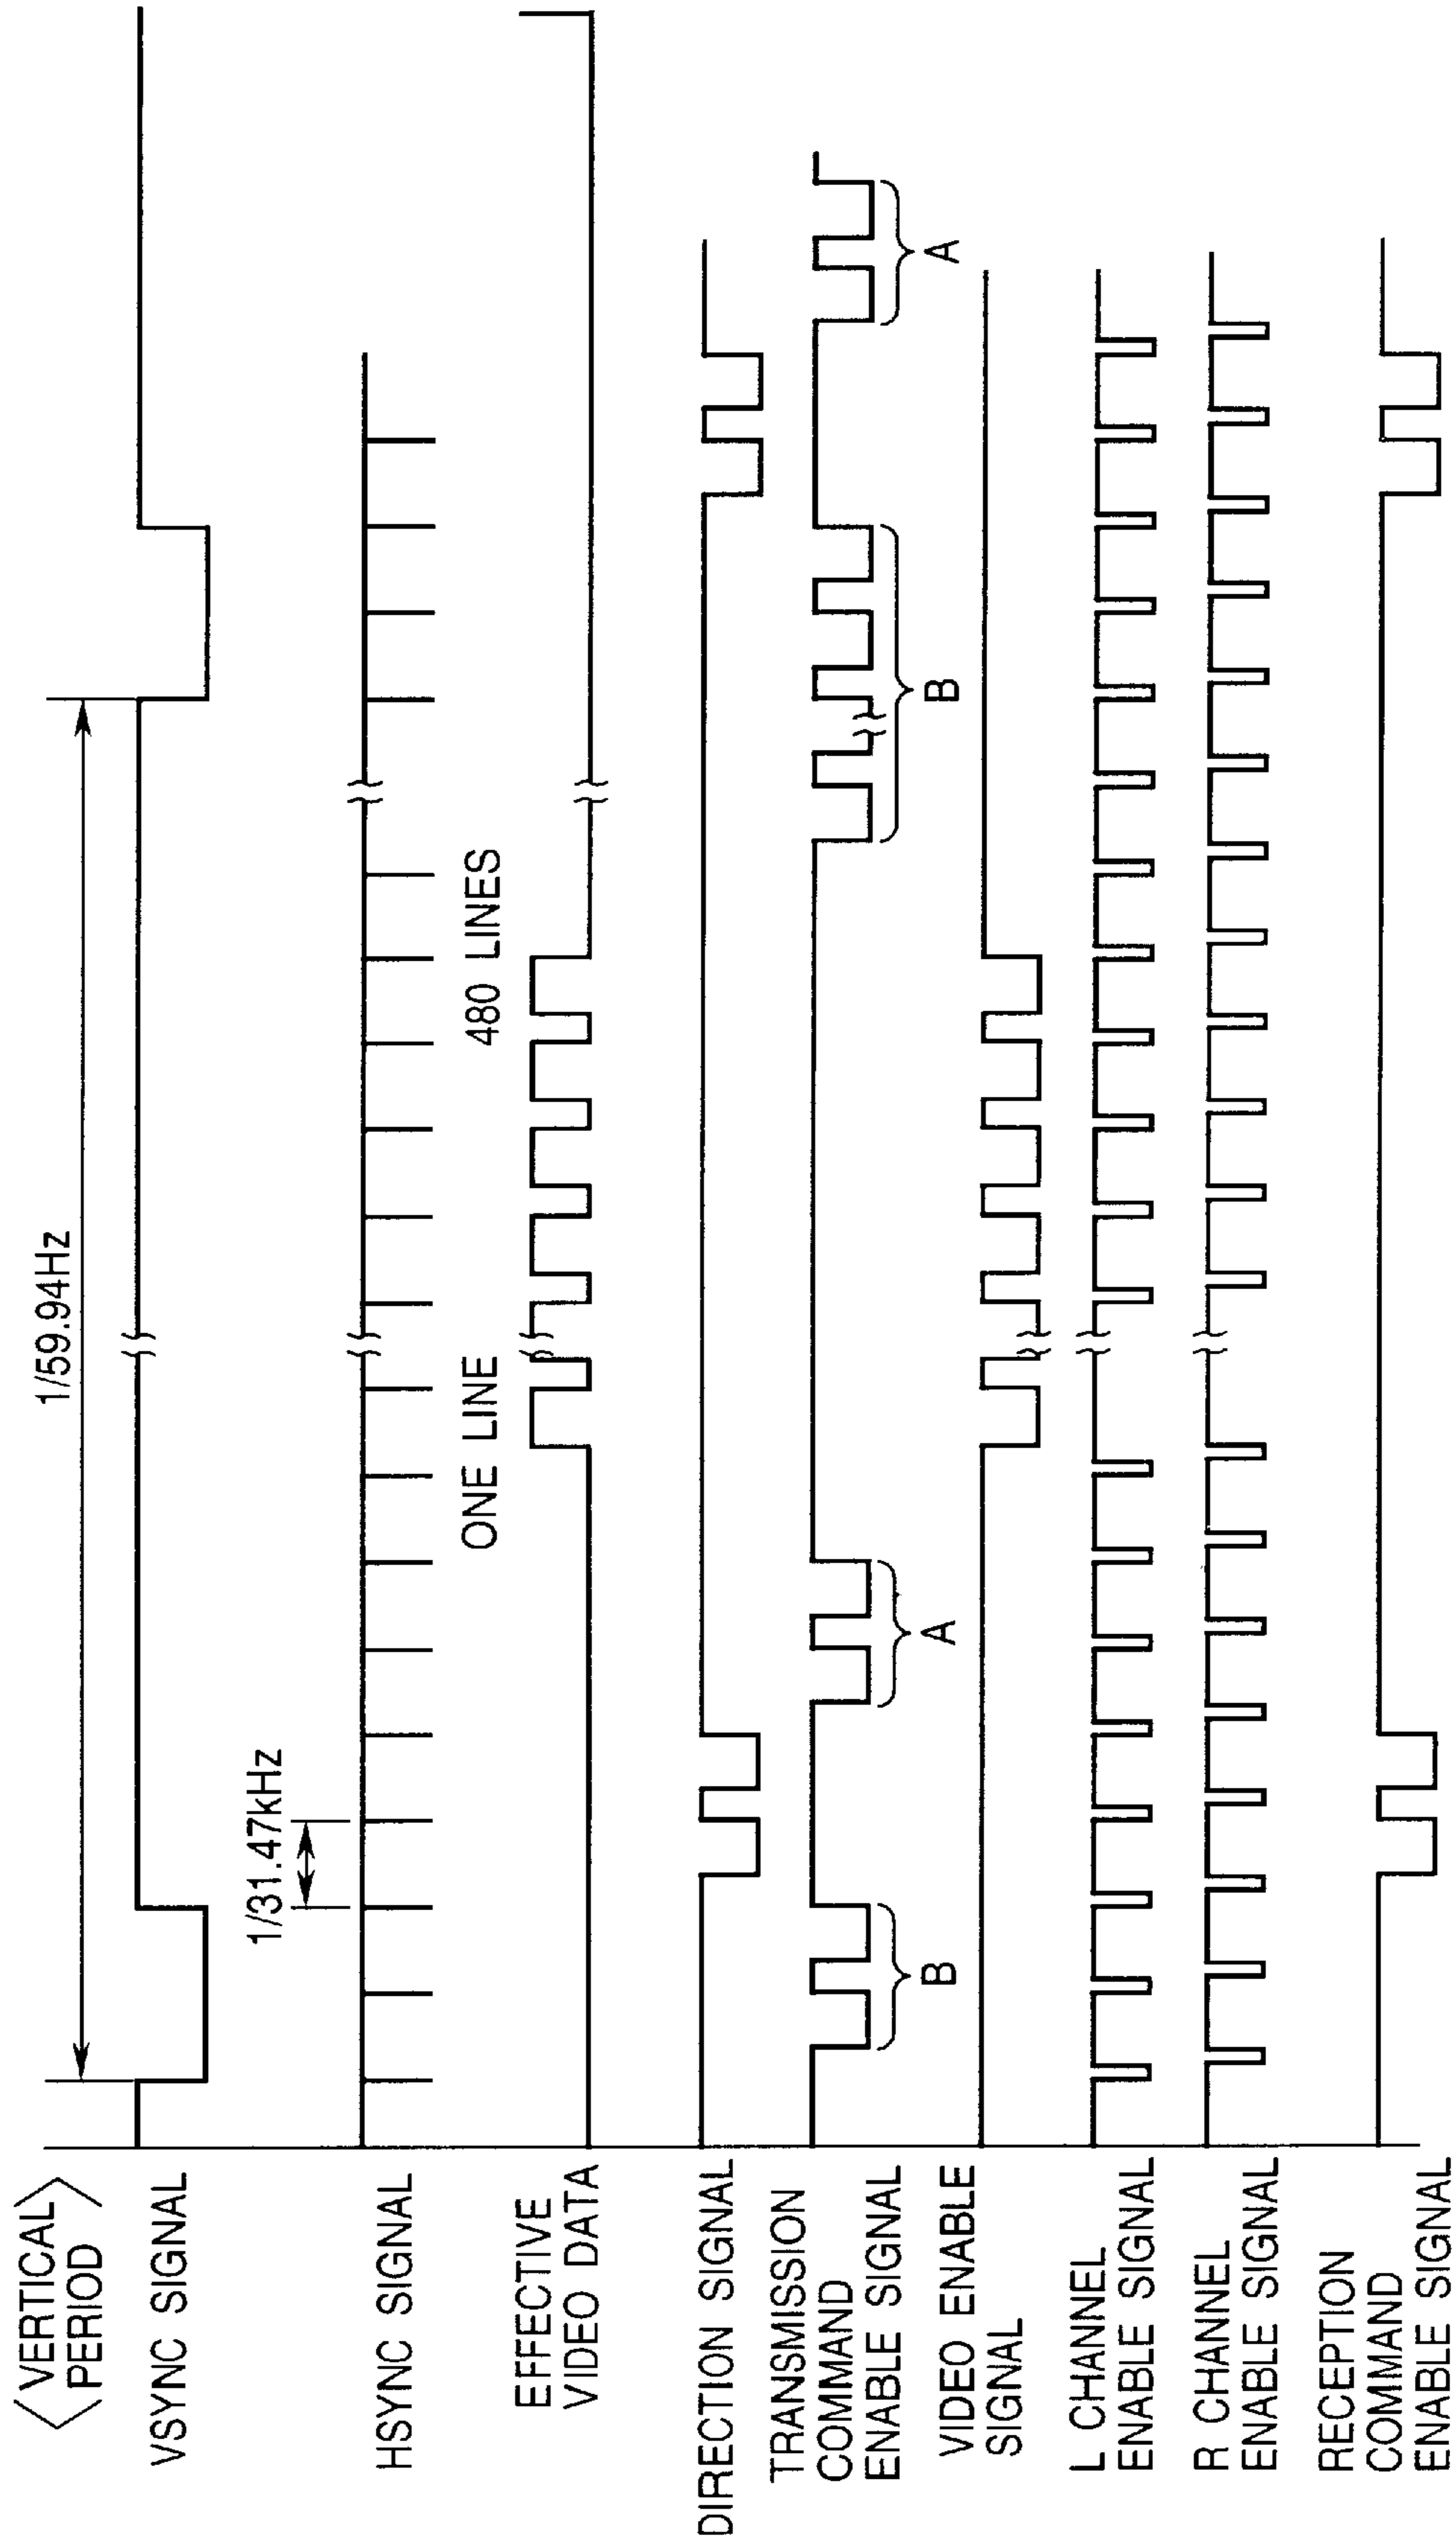 〈VERTICAL〉
〈PERIOD〉
1/59.94Hz
VSYNC SIGNAL
1/31.47kHz
HSYNC SIGNAL
ONE LINE
480 LINES
EFFECTIVE
VIDEO DATA
DIRECTION SIGNAL
TRANSMISSION
COMMAND
ENABLE SIGNAL
B
A
B
A
VIDEO ENABLE
SIGNAL
L CHANNEL
ENABLE SIGNAL
R CHANNEL
ENABLE SIGNAL
RECEPTION
COMMAND
ENABLE SIGNAL